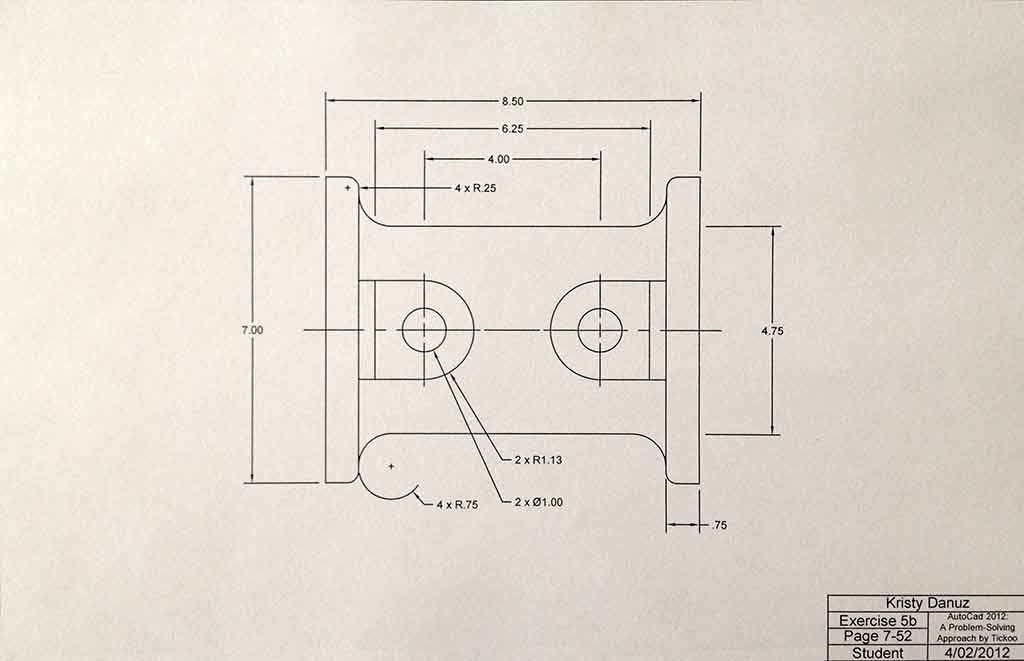 8.50
6.25
4.00
4 x R.25
7.00
4.75
2 x R1.13
2 x Ø1.00
4 x R.75
.75
Kristy Danuz
Exercise 5b
AutoCad 2012:
A Problem-Solving
Page 7-52
Approach by Tickoo
Student
4/02/2012